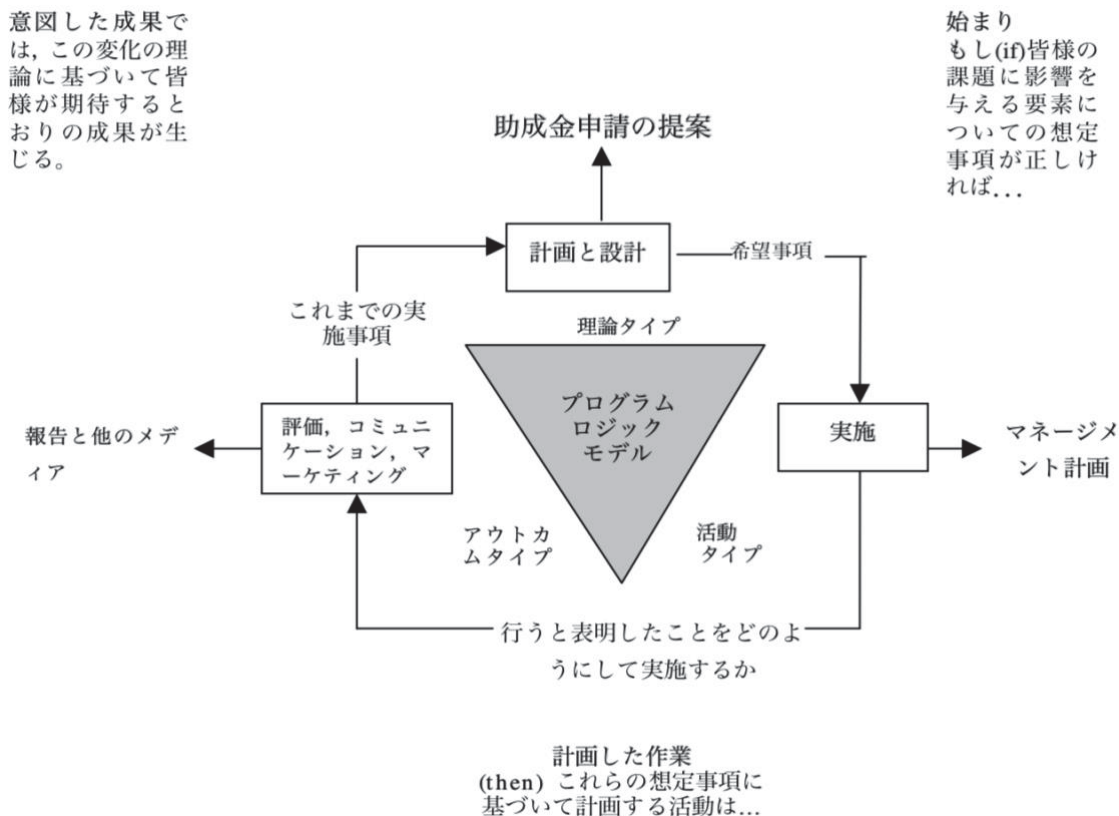 意図した成果で
は, この変化の理
論に基づいて皆
様が期待すると
おりの成果が生
じる。
始まり
もし(if)皆様の
課題に影響を
与える要素に
ついての想定
事項が正しけ
れば...
助成金申請の提案
計画と設計
希望事項
これまでの実
施事項
理論タイプ
プログラム
ロジック
モデル
評価, コミュニ
ケーション, マ
ーケティング
報告と他のメデ
ィア
実施
マネージメ
ント計画
アウトカ
ムタイプ
活動
タイプ
行うと表明したことをどのよ
うにして実施するか
計画した作業
(then) これらの想定事項に
基づいて計画する活動は...